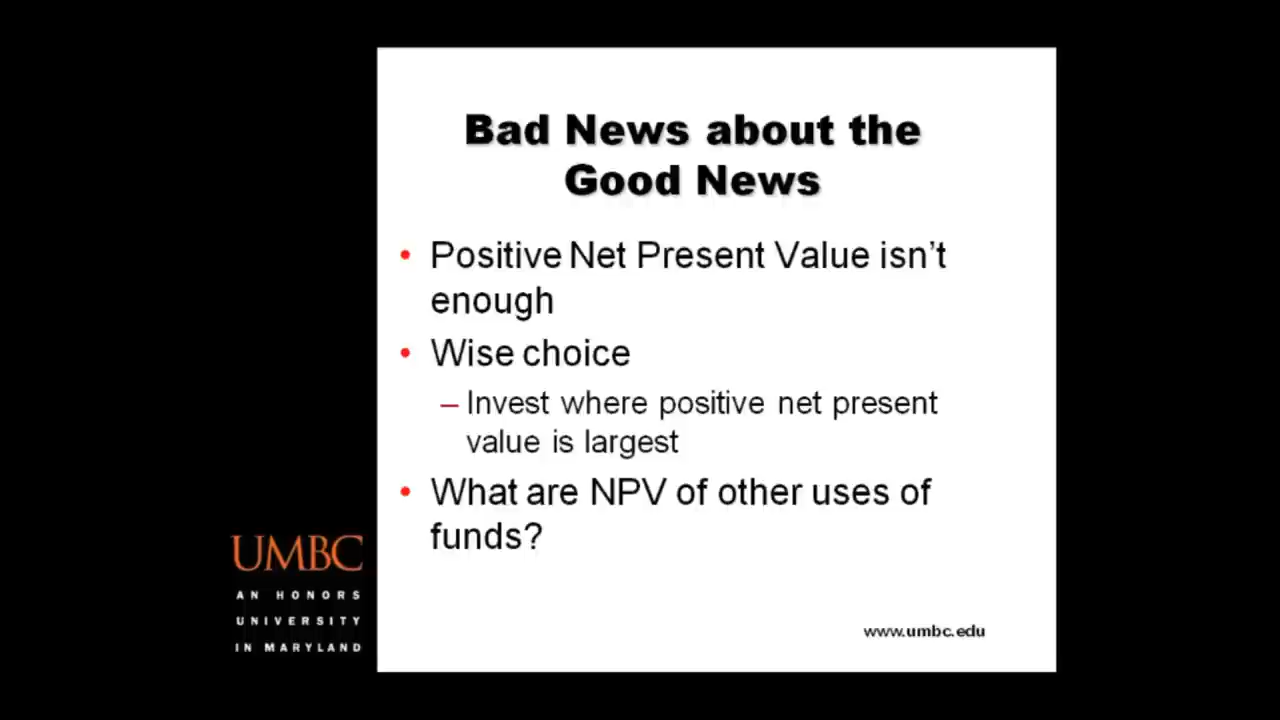 Bad News about the
Good News
• Positive Net Present Value isn't
enough
• Wise choice
– Invest where positive net present
value is largest
• What are NPV of other uses of
funds?
UMBC
AN HONORS
UNIVERSITY
IN MARYLAND
www.umbc.edu